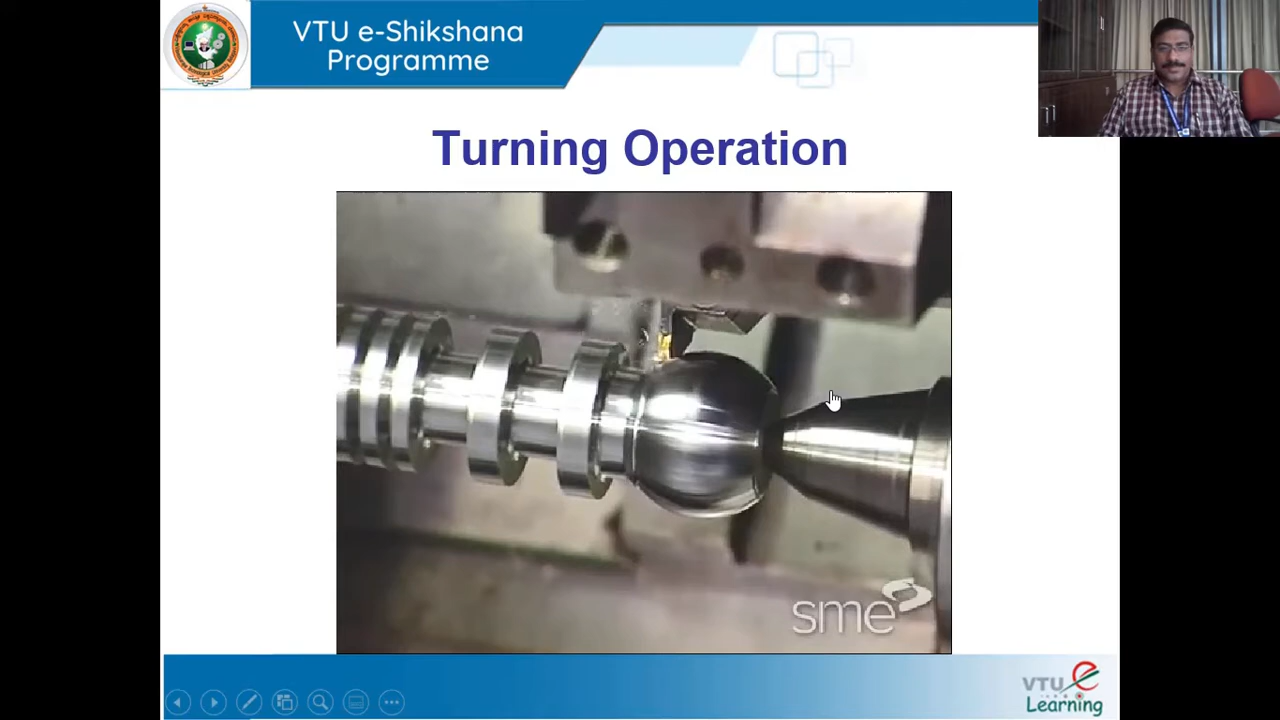 VTU e-Shikshana
Programme
Turning Operation
sme
VTU e
Learning